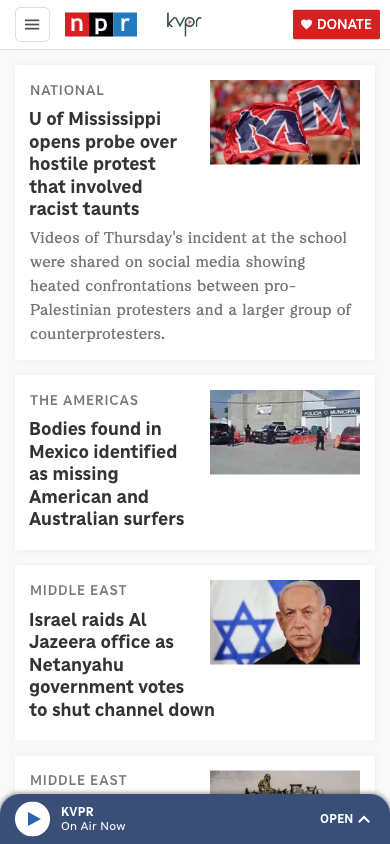 npr
kvpr
DONATE
NATIONAL
U of Mississippi
opens probe over
hostile protest
that involved
racist taunts
Videos of Thursday's incident at the school
were shared on social media showing
heated confrontations between pro-
Palestinian protesters and a larger group of
counterprotesters.
THE AMERICAS
Bodies found in
Mexico identified
as missing
American and
Australian surfers
POLICIA MUNICIPAL
MIDDLE EAST
Israel raids Al
Jazeera office as
Netanyahu
government votes
to shut channel down
MIDDLE EAST
KVPR
On Air Now
OPEN